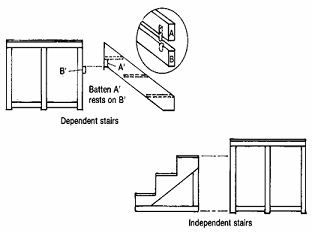 A
B
B'
A'
Batten A'
rests on B'
Dependent stairs
Independent stairs